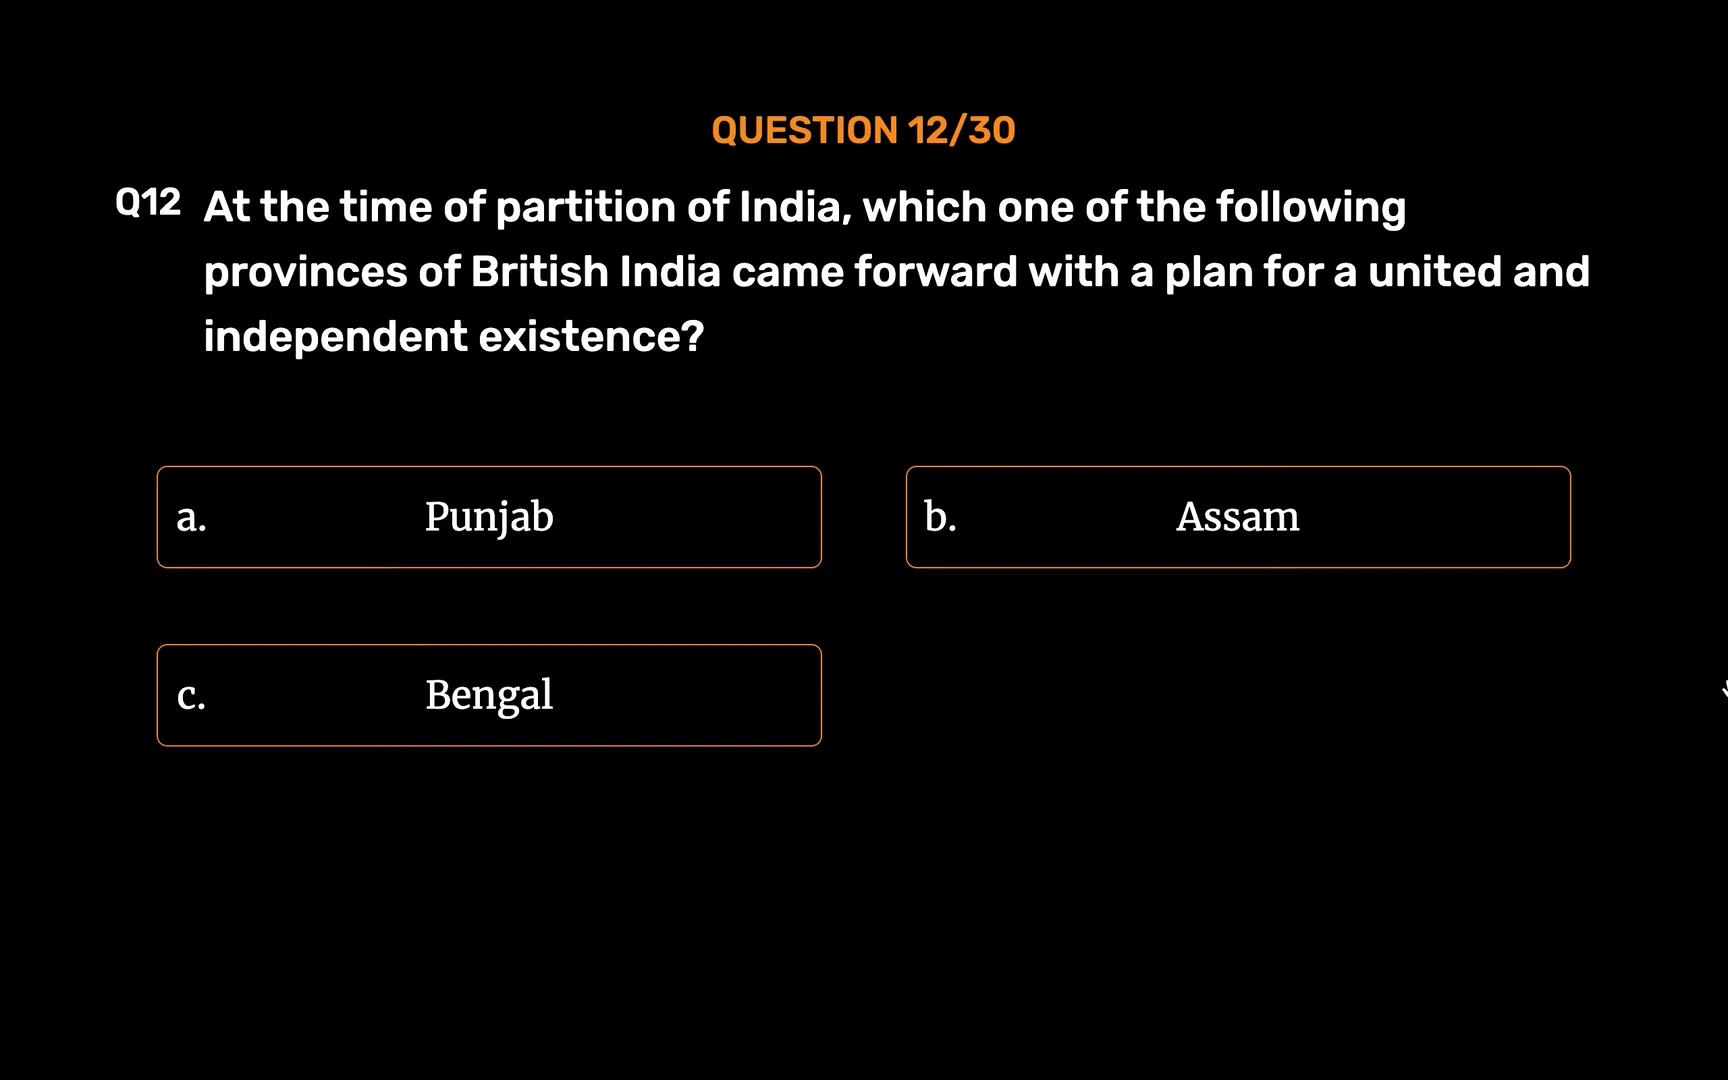 QUESTION 12/30
Q12 At the time of partition of India, which one of the following
provinces of British India came forward with a plan for a united and
independent existence?
a. Punjab
b. Assam
c. Bengal